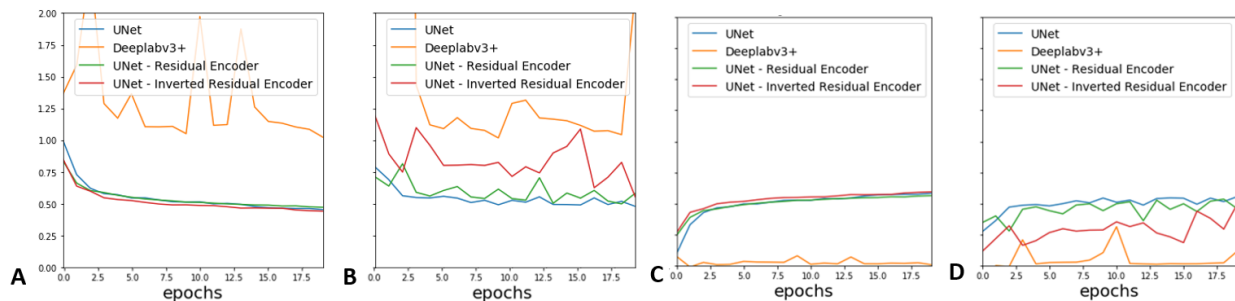 2.00
1.75
1.50
1.25
1.00
0.75
0.50
0.25
0.00
UNet
Deeplabv3+
UNet - Residual Encoder
UNet - Inverted Residual Encoder
0.0 2.5 5.0 7.5 10.0 12.5 15.0 17.5
epochs
A
UNet
Deeplabv3+
UNet - Residual Encoder
UNet - Inverted Residual Encoder
0.0 2.5 5.0 7.5 10.0 12.5 15.0 17.5
epochs
B
UNet
Deeplabv3+
UNet - Residual Encoder
UNet - Inverted Residual Encoder
0.0 2.5 5.0 7.5 10.0 12.5 15.0 17.5
epochs
C
UNet
Deeplabv3+
UNet - Residual Encoder
UNet - Inverted Residual Encoder
0.0 2.5 5.0 7.5 10.0 12.5 15.0 17.5
epochs
D